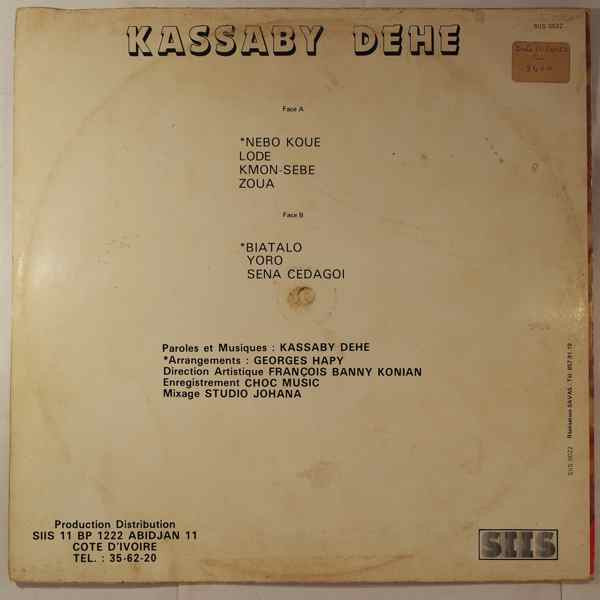 KASSABY DEHE
Face A
*NEBO KOUE
LODE
KMON-SEBE
ZOUA
Face B
*BIATALO
YORO
SENA CEDAGOI
Paroles et Musiques : KASSABY DEHE
*Arrangements : GEORGES HAPY
Direction Artistique FRANÇOIS BANNY KONIAN
Enregistrement CHOC MUSIC
Mixage STUDIO JOHANA
Production Distribution
SIIS 11 BP 1222 ABIDJAN 11
COTE D'IVOIRE
TEL. : 35-62-20
SIIS
SIIS 0022